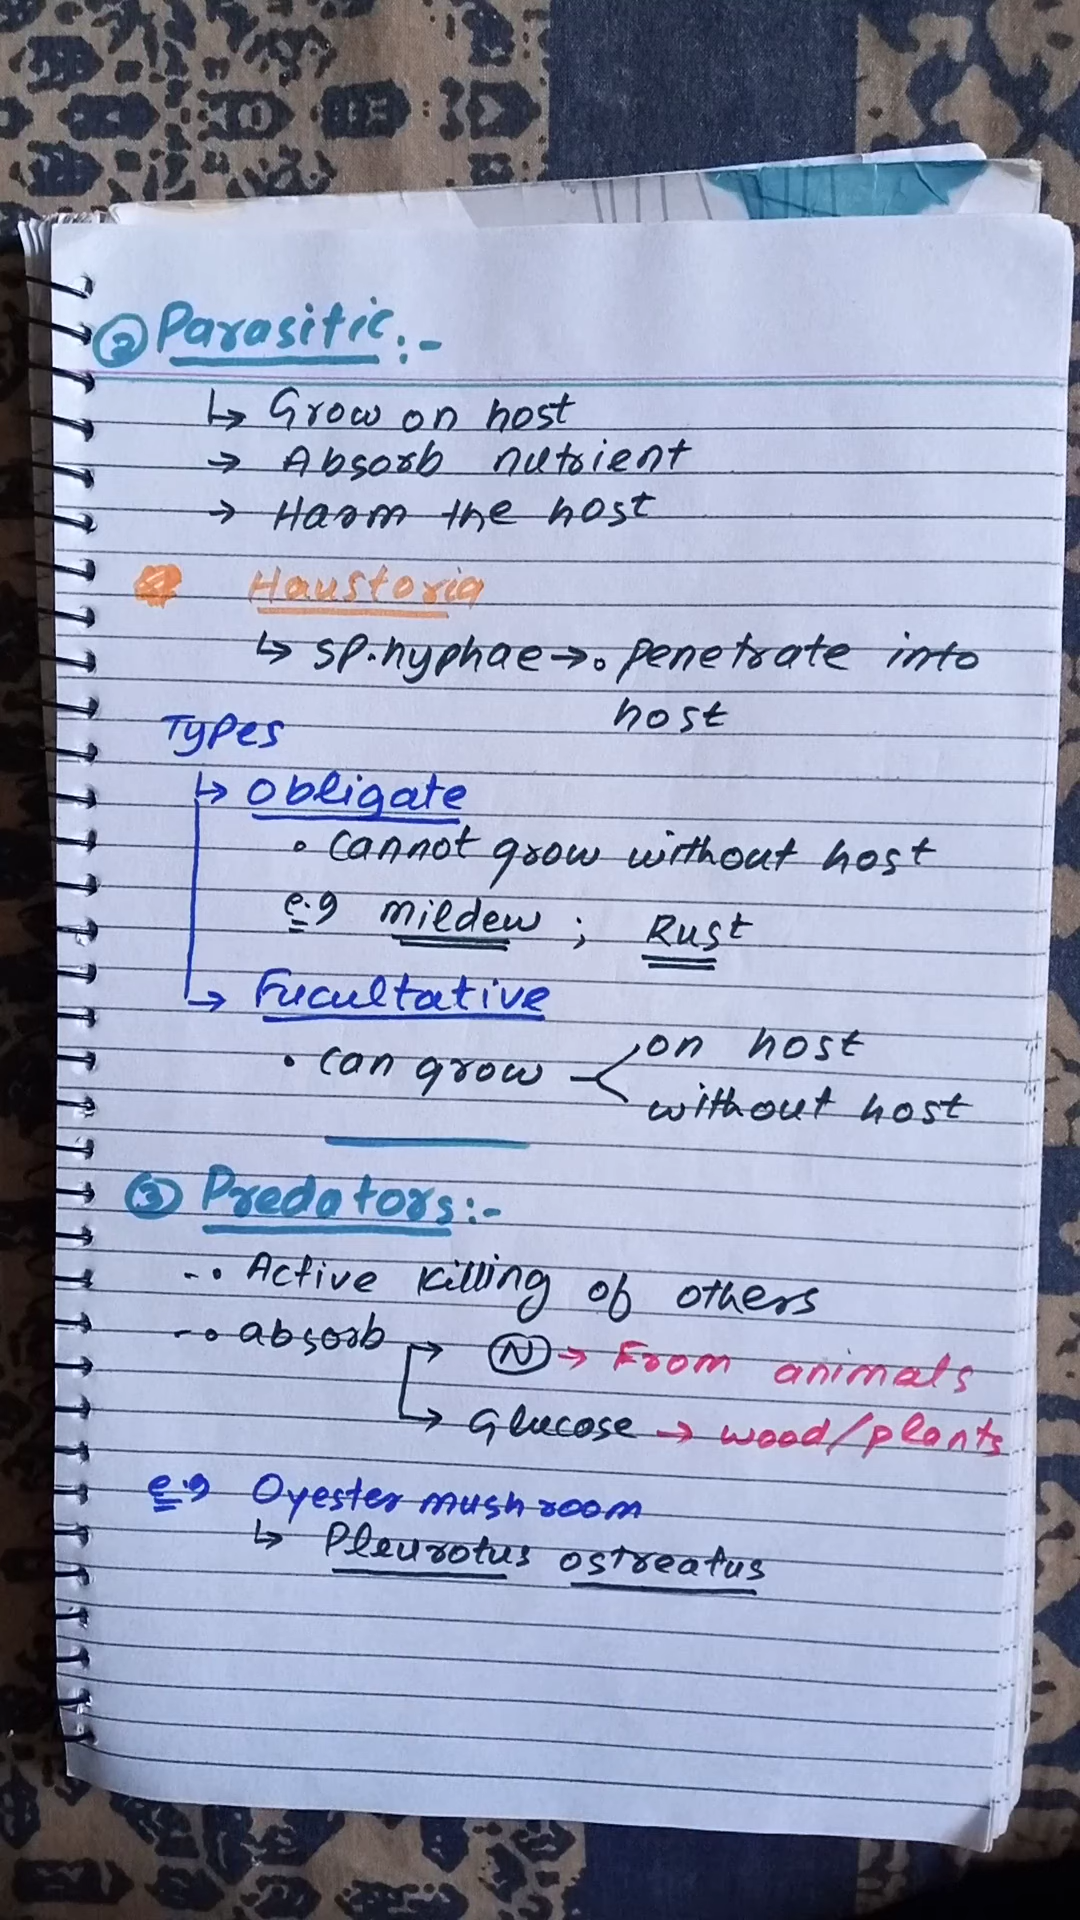 ② Parasitic:-
↳ Grow on host
→ Absorb nutrient
→ Harm the host
Haustoria
↳ sp. hyphae →. penetrate into
host
Types
↳ Obligate
• cannot grow without host
e.g mildew ; Rust
→ Fucultative
• can grow on host
without host
③ Predators:-
-• Active killing of others
-• absorb → N → From animals
→ Glucose → wood/plants
e.g Oyester mushroom
↳ Pleurotus ostreatus